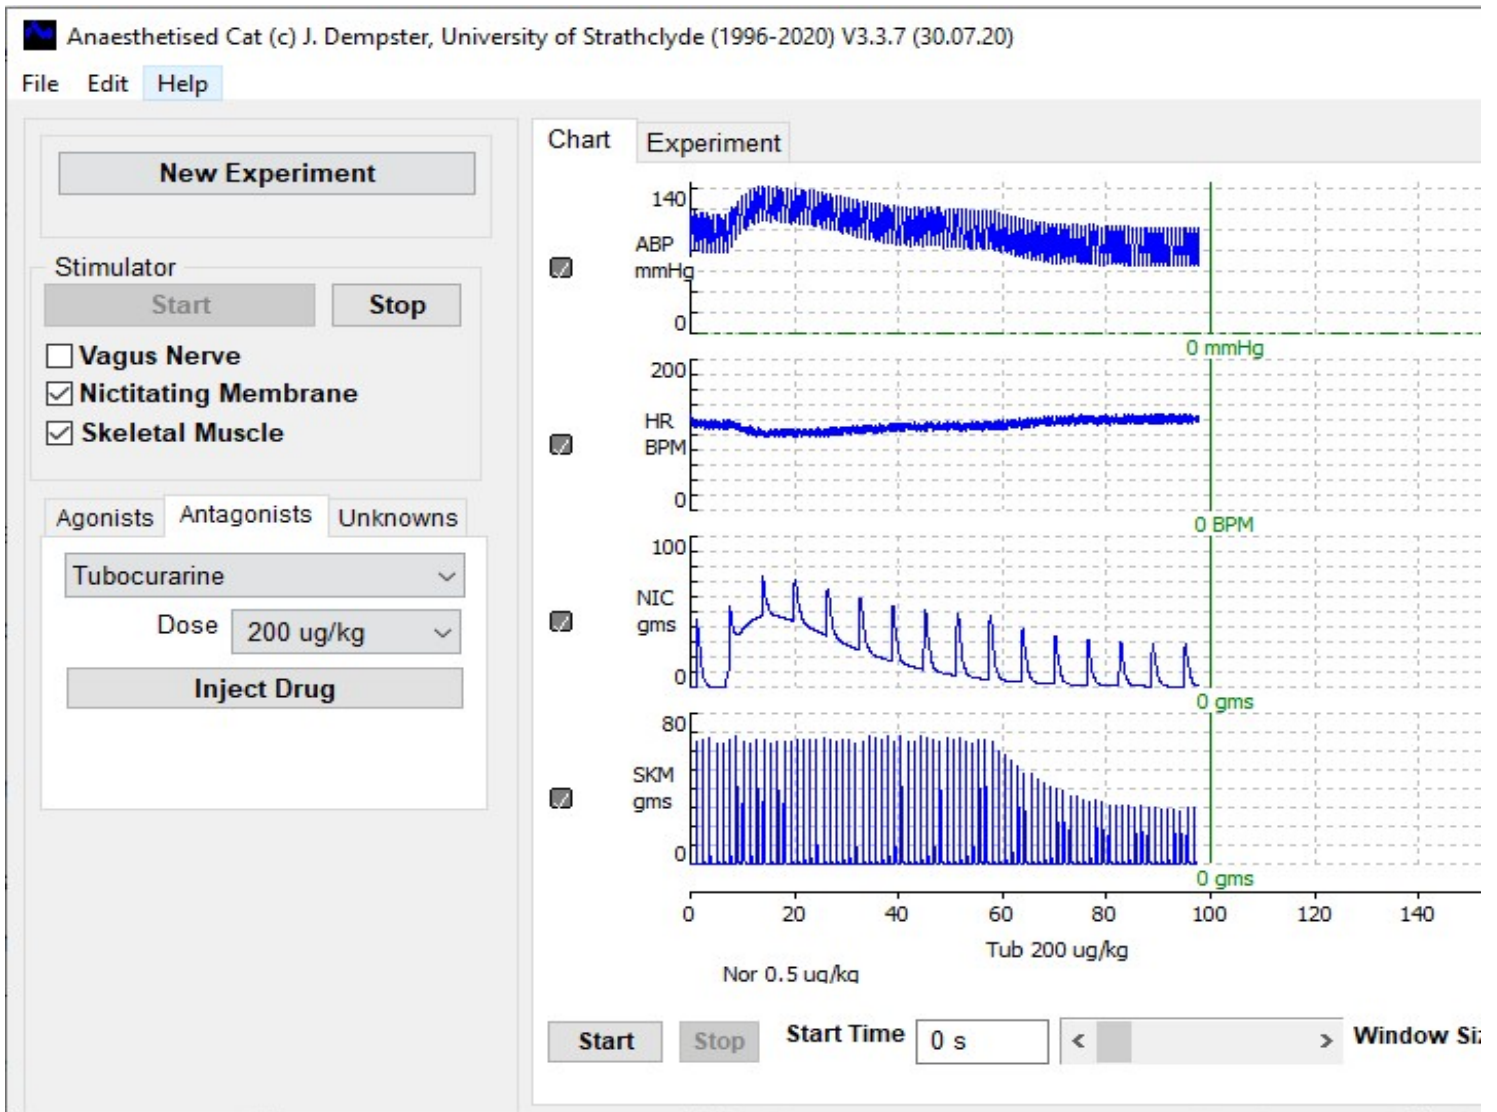 Anaesthetised Cat (c) J. Dempster, University of Strathclyde (1996-2020) V3.3.7 (30.07.20)
File Edit Help
New Experiment
Stimulator
Start Stop
Vagus Nerve
Nictitating Membrane
Skeletal Muscle
Agonists Antagonists Unknowns
Tubocurarine
Dose 200 ug/kg
Inject Drug
Chart Experiment
140
ABP
mmHg
0
0 mmHg
200
HR
BPM
0
0 BPM
100
NIC
gms
0
0 gms
80
SKM
gms
0
0 gms
0 20 40 60 80 100 120 140
Tub 200 ug/kg
Nor 0.5 ug/kg
Start Stop Start Time 0 s < > Window Si